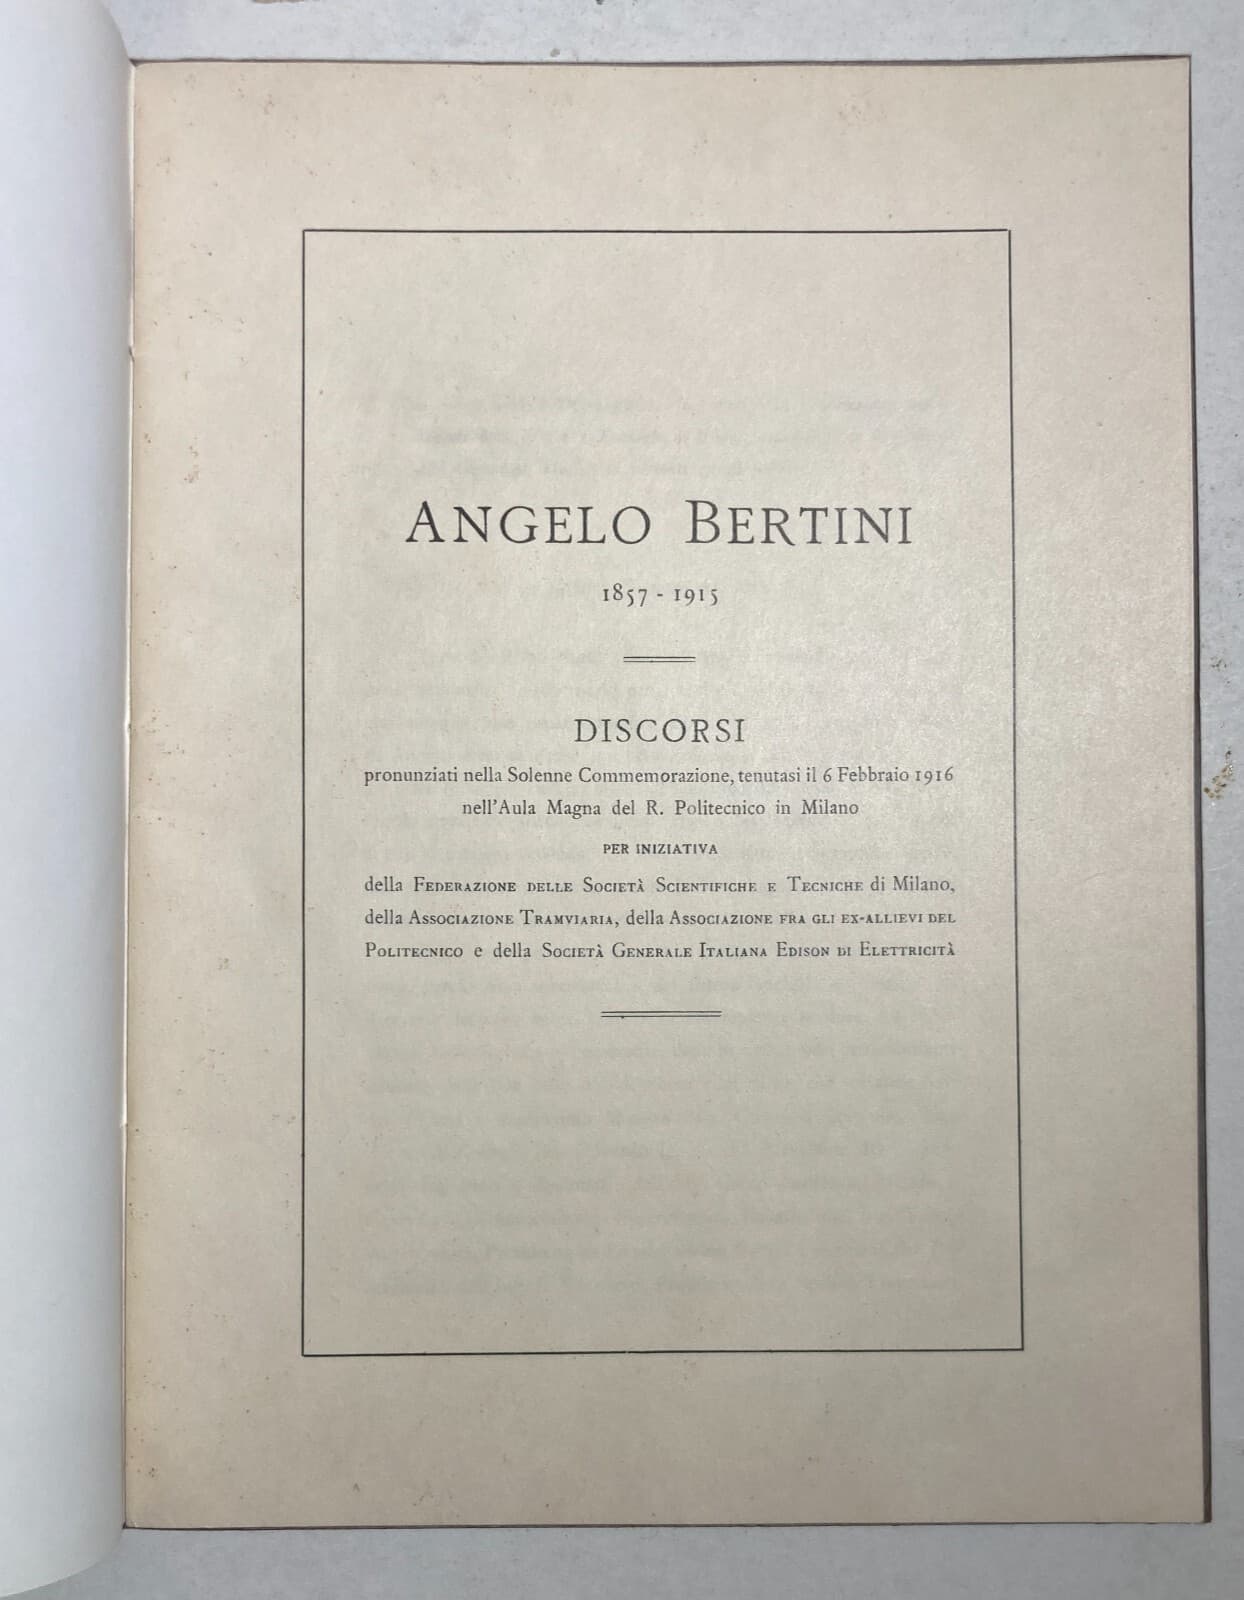 ANGELO BERTINI
1857 - 1915
DISCORSI
pronunziati nella Solenne Commemorazione, tenutasi il 6 Febbraio 1916
nell'Aula Magna del R. Politecnico in Milano
PER INIZIATIVA
della FEDERAZIONE DELLE SOCIETÀ SCIENTIFICHE E TECNICHE di Milano,
della ASSOCIAZIONE TRAMVIARIA, della ASSOCIAZIONE FRA GLI EX-ALLIEVI DEL
POLITECNICO e della SOCIETÀ GENERALE ITALIANA EDISON DI ELETTRICITÀ